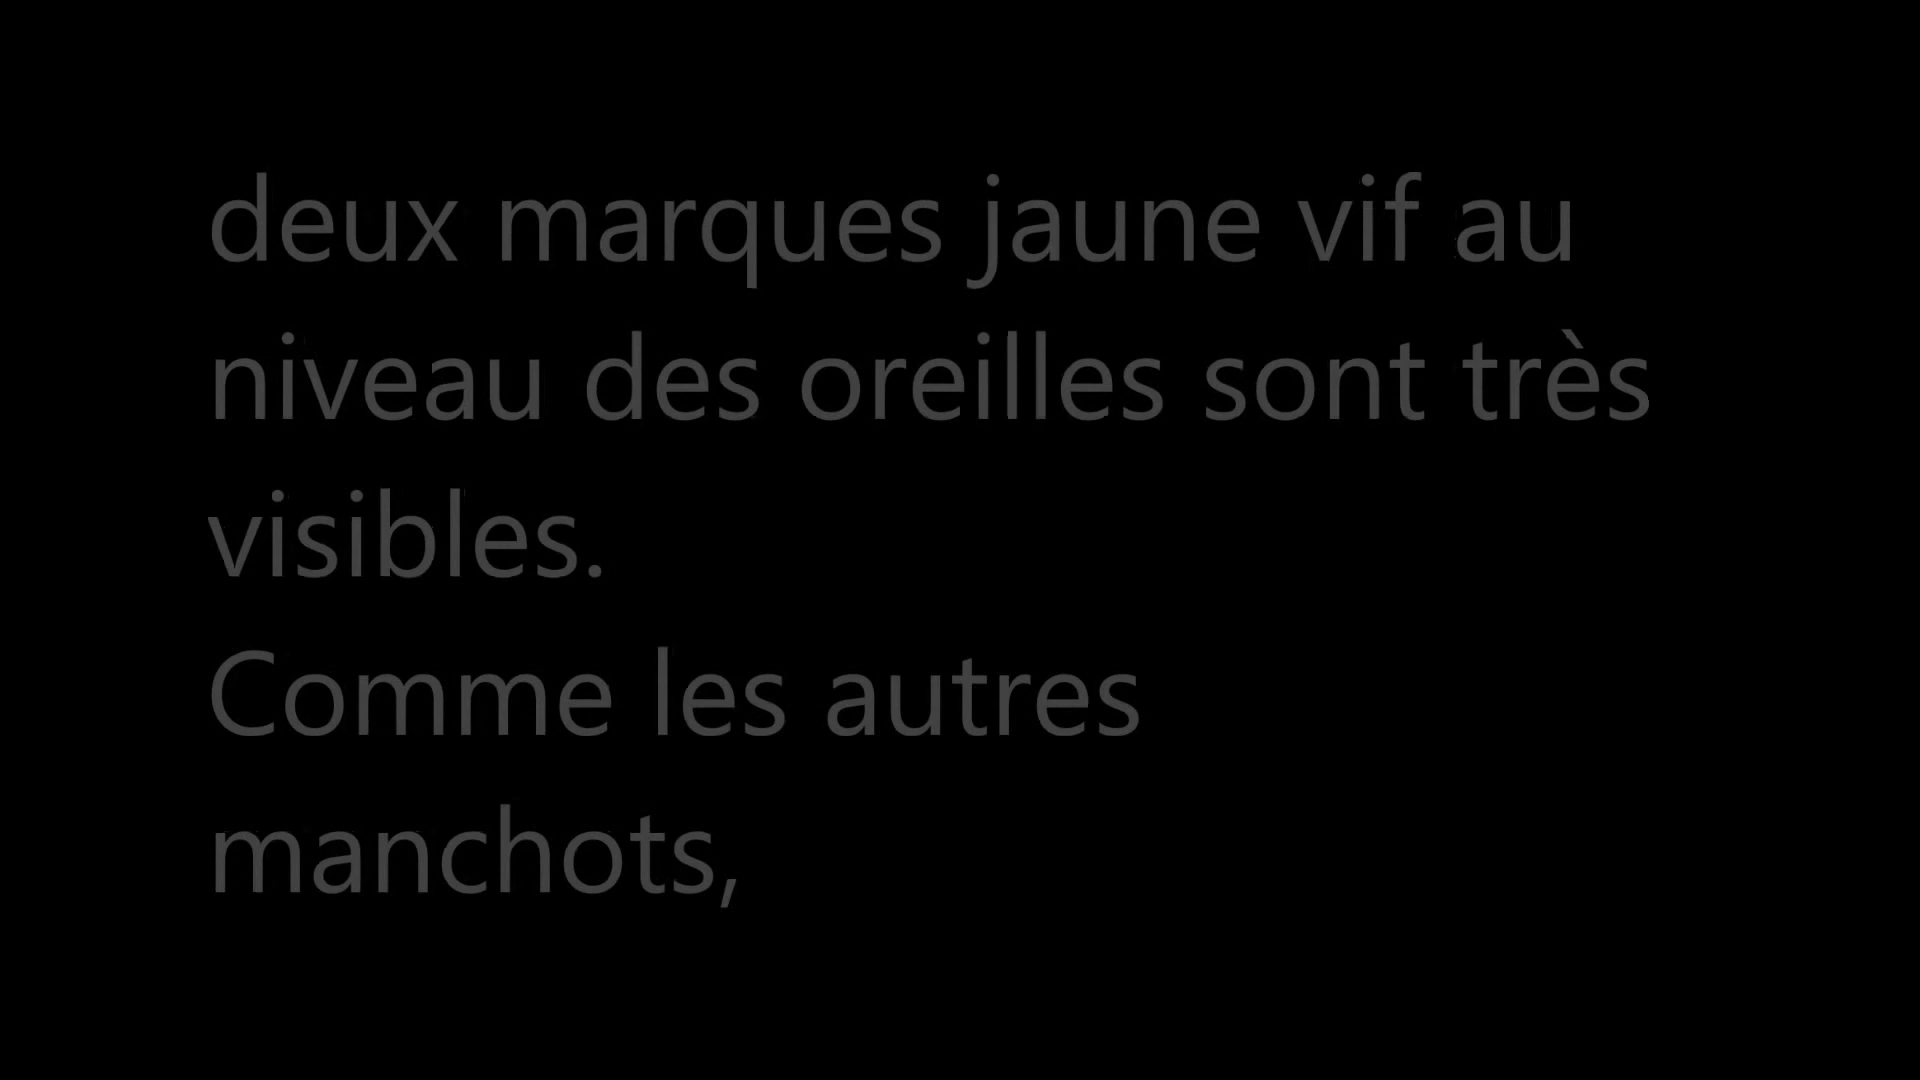 deux marques jaune vif au
niveau des oreilles sont très
visibles.
Comme les autres
manchots,